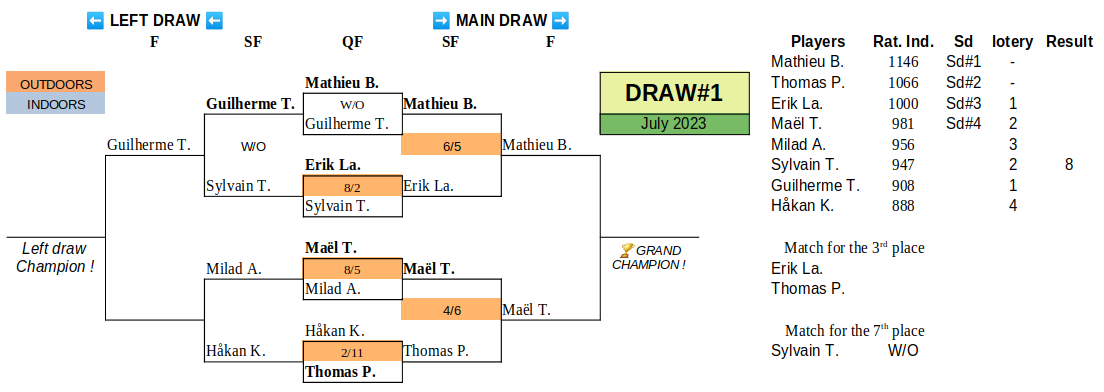 ⬅ LEFT DRAW ⬅ ➡ MAIN DRAW ➡
F SF QF SF F
Players Rat. Ind. Sd lotery Result
Mathieu B. 1146 Sd#1 -
Thomas P. 1066 Sd#2 -
Erik La. 1000 Sd#3 1
Maël T. 981 Sd#4 2
Milad A. 956 3
Sylvain T. 947 2 8
Guilherme T. 908 1
Håkan K. 888 4
OUTDOORS
INDOORS
DRAW#1
July 2023
Mathieu B.
Guilherme T. W/O Mathieu B.
Guilherme T.
Guilherme T. W/O 6/5 Mathieu B.
Erik La.
Sylvain T. 8/2 Erik La.
Sylvain T.
Left draw
Champion !
🏆GRAND
CHAMPION !
Maël T.
Milad A. 8/5 Maël T.
Milad A.
4/6 Maël T.
Håkan K.
Håkan K. 2/11 Thomas P.
Thomas P.
Match for the 3rd place
Erik La.
Thomas P.
Match for the 7th place
Sylvain T. W/O